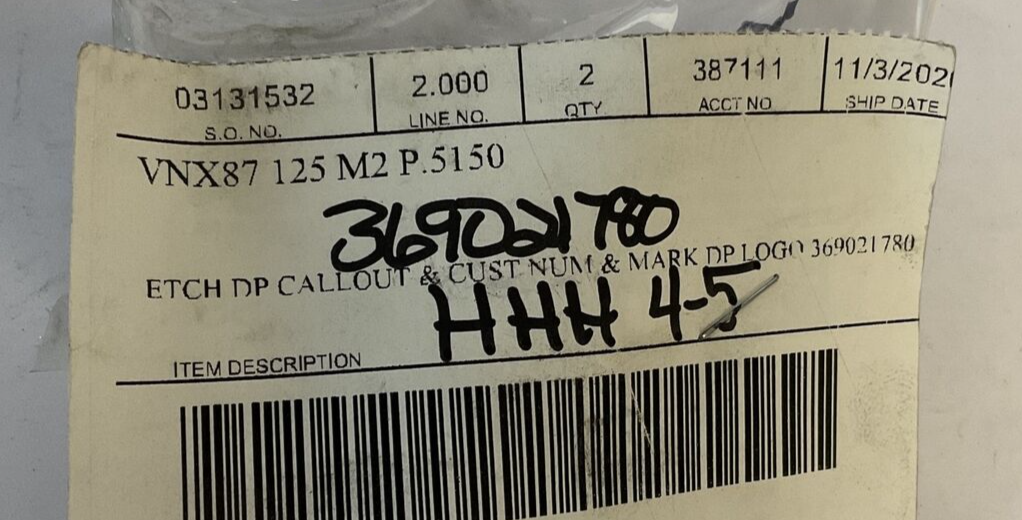 03131532 2.000 2 387111 11/3/202
S.O. NO. LINE NO. QTY ACCT NO SHIP DATE
VNX87 125 M2 P.5150
369021780
ETCH DP CALLOUT & CUST NUM & MARK DP LOGO 369021780
HHH 4-5
ITEM DESCRIPTION